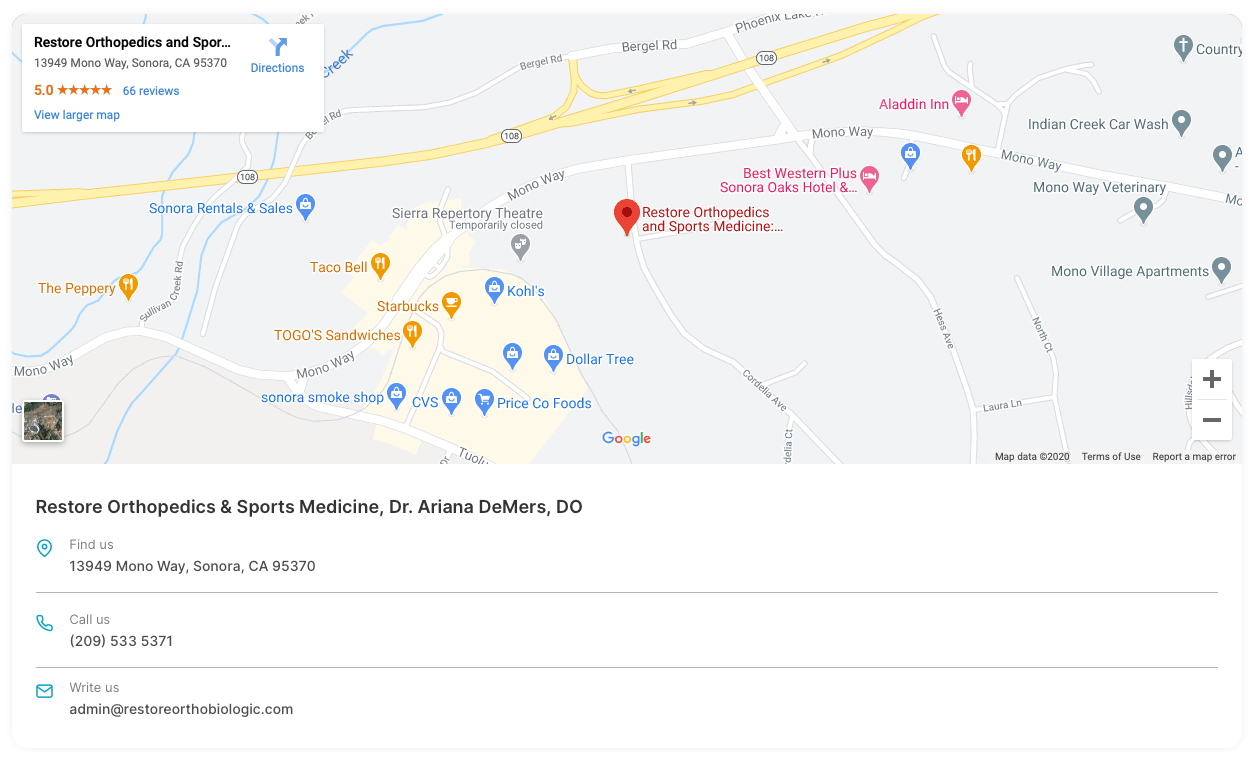 Restore Orthopedics and Spor...
13949 Mono Way, Sonora, CA 95370
Directions
5.0
66 reviews
View larger map
Creek
Phoenix Lake R
Bergel Rd
Bergel Rd
108
108
108
Country
Aladdin Inn
Indian Creek Car Wash
Mono Way
Mono Way
Best Western Plus
Sonora Oaks Hotel &...
Mono Way Veterinary
Mono Way
Sonora Rentals & Sales
Sierra Repertory Theatre
Temporarily closed
Restore Orthopedics
and Sports Medicine:...
Taco Bell
Mono Village Apartments
The Peppery
Sullivan Creek Rd
Kohl's
Starbucks
TOGO'S Sandwiches
Hess Ave
North Ct
Mono Way
Mono Way
Dollar Tree
Cordelia Ave
sonora smoke shop
CVS
Price Co Foods
Laura Ln
Google
Map data ©2020
Terms of Use
Report a map error
Restore Orthopedics & Sports Medicine, Dr. Ariana DeMers, DO
Find us
13949 Mono Way, Sonora, CA 95370
Call us
(209) 533 5371
Write us
admin@restoreorthobiologic.com